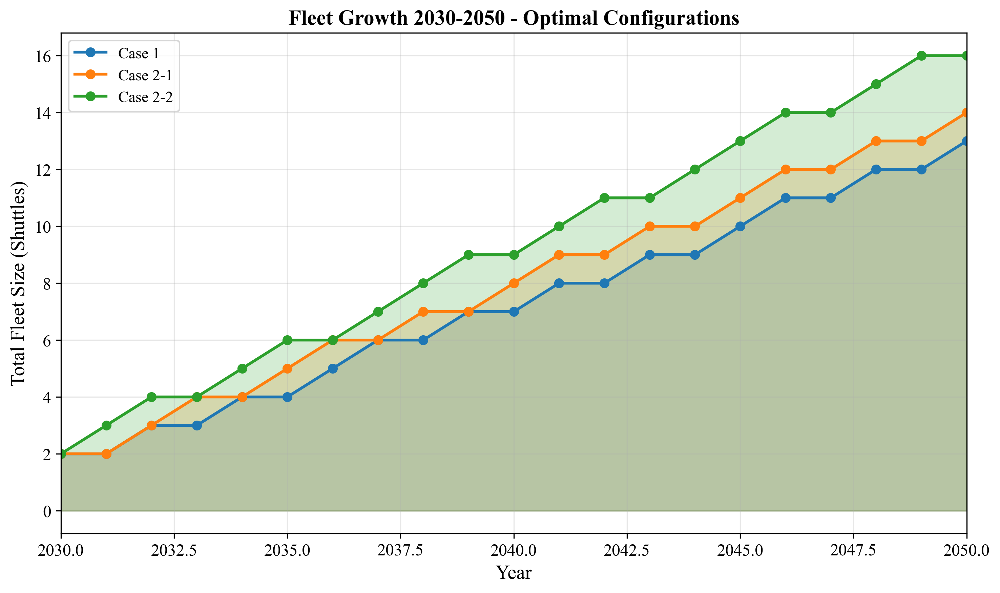 Fleet Growth 2030-2050 - Optimal Configurations
Case 1
Case 2-1
Case 2-2
Total Fleet Size (Shuttles)
16
14
12
10
8
6
4
2
0
2030.0 2032.5 2035.0 2037.5 2040.0 2042.5 2045.0 2047.5 2050.0
Year